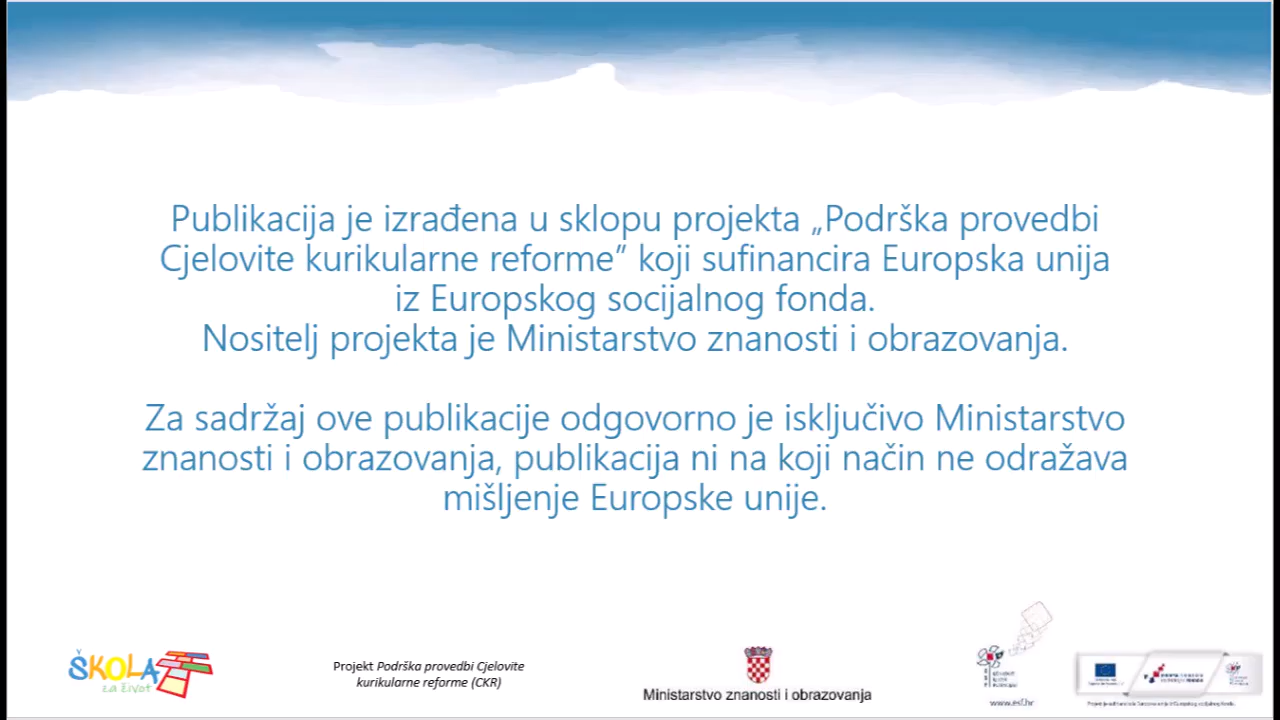 Publikacija je izrađena u sklopu projekta „Podrška provedbi
Cjelovite kurikularne reforme” koji sufinancira Europska unija
iz Europskog socijalnog fonda.
Nositelj projekta je Ministarstvo znanosti i obrazovanja.
Za sadržaj ove publikacije odgovorno je isključivo Ministarstvo
znanosti i obrazovanja, publikacija ni na koji način ne odražava
mišljenje Europske unije.
ŠKOLA
za život
Projekt Podrška provedbi Cjelovite
kurikularne reforme (CKR)
Ministarstvo znanosti i obrazovanja
www.esf.hr